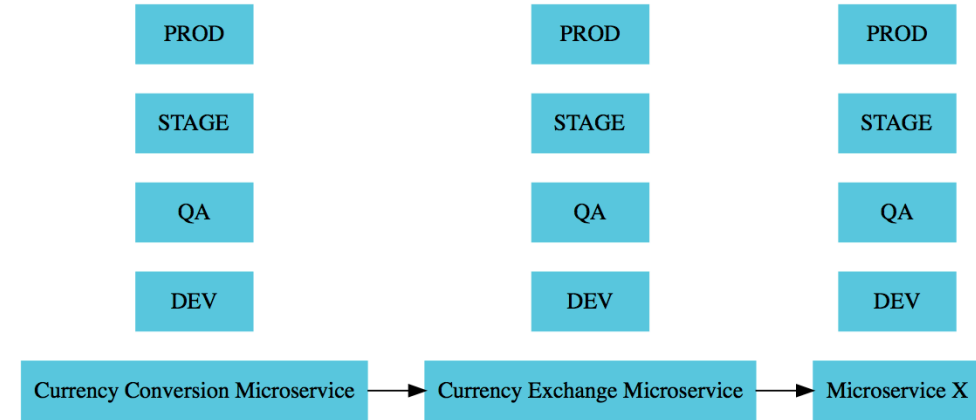 PROD PROD PROD
STAGE STAGE STAGE
QA QA QA
DEV DEV DEV
Currency Conversion Microservice Currency Exchange Microservice Microservice X